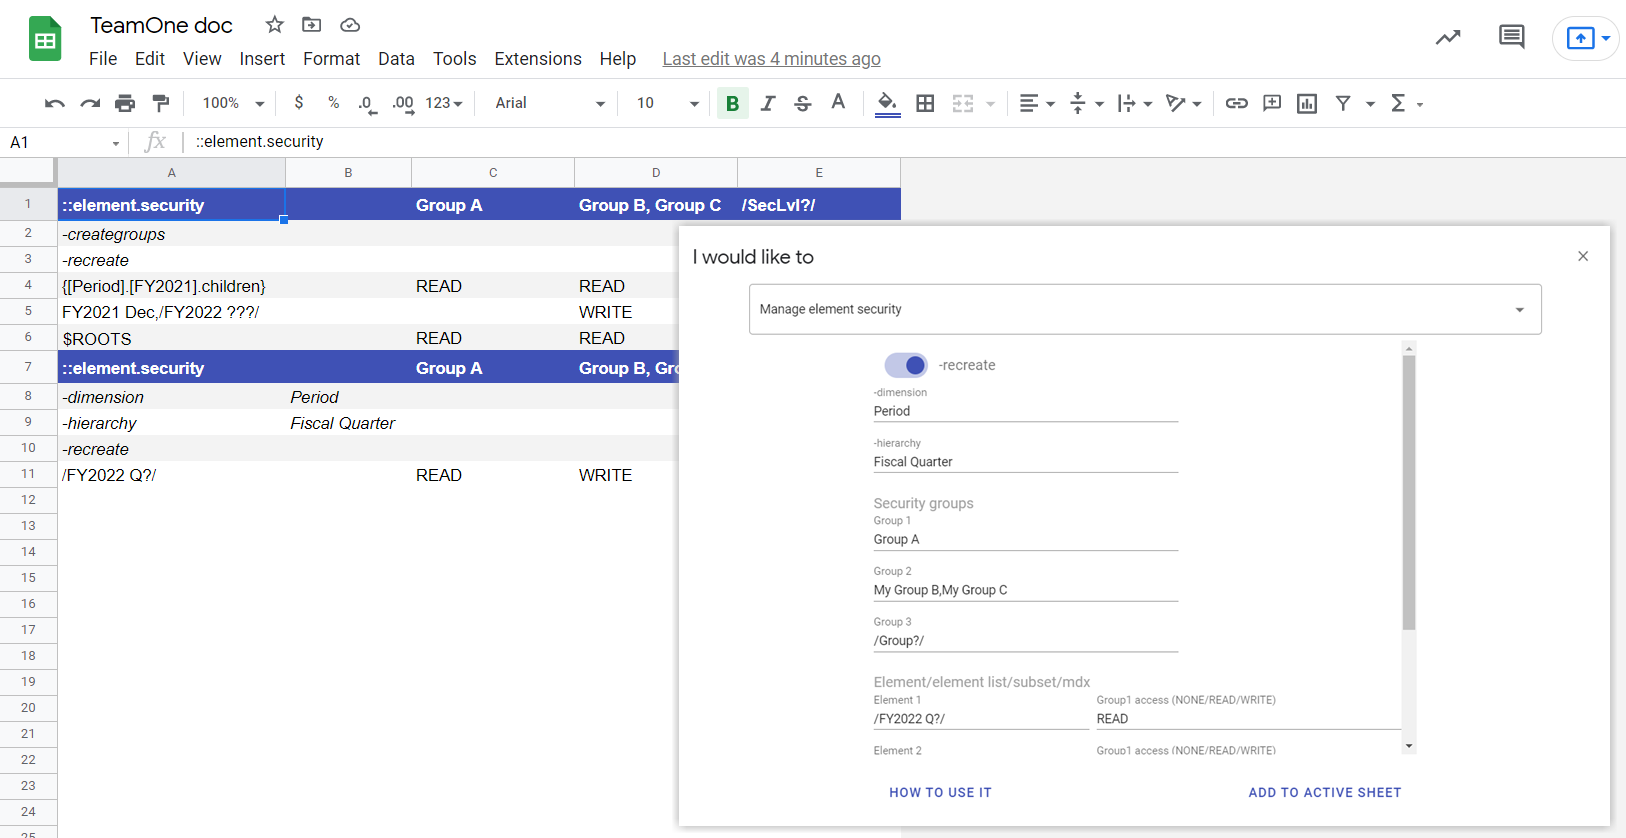 TeamOne doc
File Edit View Insert Format Data Tools Extensions Help Last edit was 4 minutes ago
100% $ % .0 .00 123 Arial 10 B I S A Σ
A1 fx ::element.security
A B C D E
1 ::element.security Group A Group B, Group C /SecLvl?/
2 -creategroups
3 -recreate
4 {[Period].[FY2021].children} READ READ
5 FY2021 Dec,/FY2022 ???/ WRITE
6 $ROOTS READ READ
7 ::element.security Group A Group B, Gro
8 -dimension Period
9 -hierarchy Fiscal Quarter
10 -recreate
11 /FY2022 Q?/ READ WRITE
12
13
14
15
16
17
18
19
20
21
22
23
24
25
I would like to
Manage element security
-recreate
-dimension
Period
-hierarchy
Fiscal Quarter
Security groups
Group 1
Group A
Group 2
My Group B,My Group C
Group 3
/Group?/
Element/element list/subset/mdx
Element 1 Group1 access (NONE/READ/WRITE)
/FY2022 Q?/ READ
Element 2 Group1 access (NONE/READ/WRITE)
HOW TO USE IT ADD TO ACTIVE SHEET